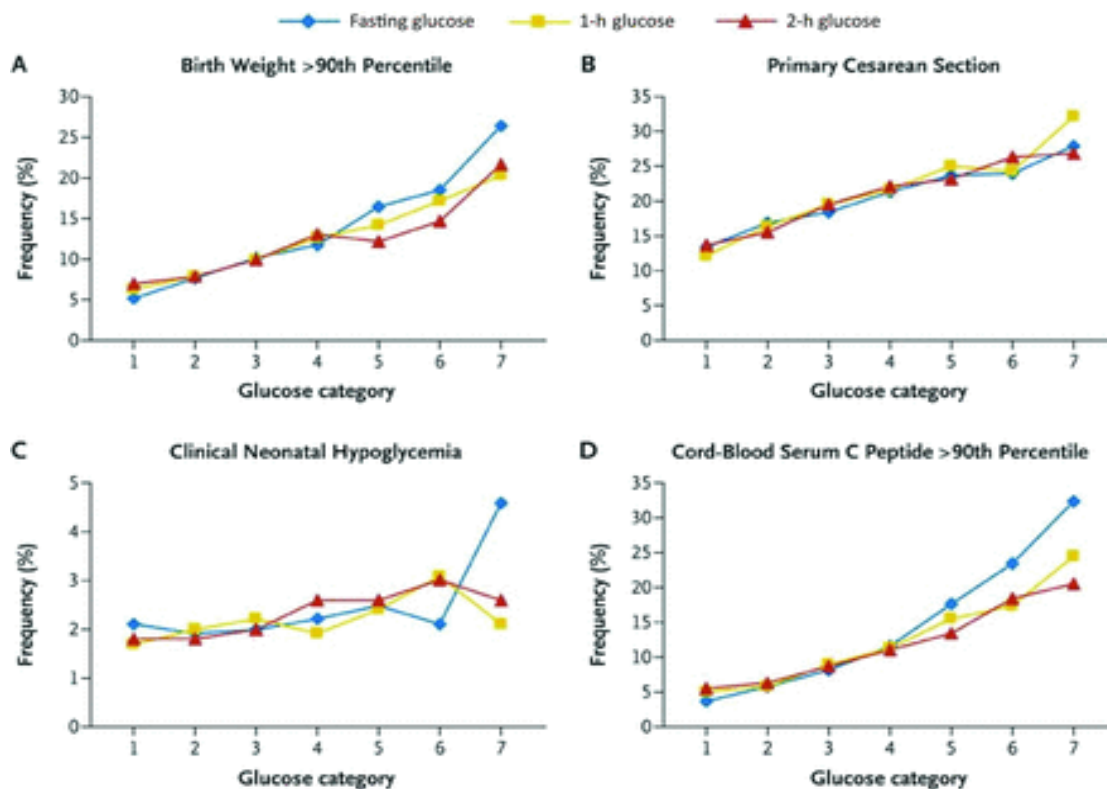 Fasting glucose 1-h glucose 2-h glucose
A Birth Weight >90th Percentile
30
25
20
15
10
5
0
Frequency (%)
1 2 3 4 5 6 7
Glucose category
B Primary Cesarean Section
35
30
25
20
15
10
5
0
Frequency (%)
1 2 3 4 5 6 7
Glucose category
C Clinical Neonatal Hypoglycemia
5
4
3
2
1
0
Frequency (%)
1 2 3 4 5 6 7
Glucose category
D Cord-Blood Serum C Peptide >90th Percentile
35
30
25
20
15
10
5
0
Frequency (%)
1 2 3 4 5 6 7
Glucose category